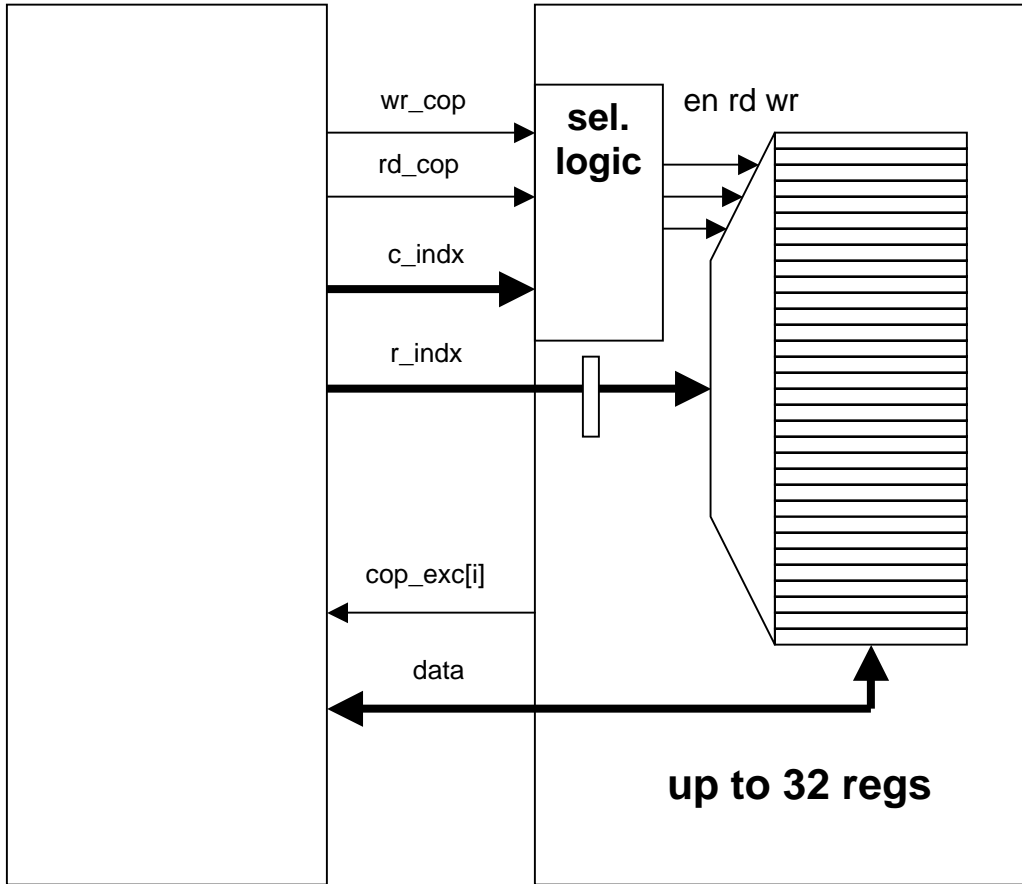 wr_cop
sel.
logic
en rd wr
rd_cop
c_indx
r_indx
cop_exc[i]
data
up to 32 regs